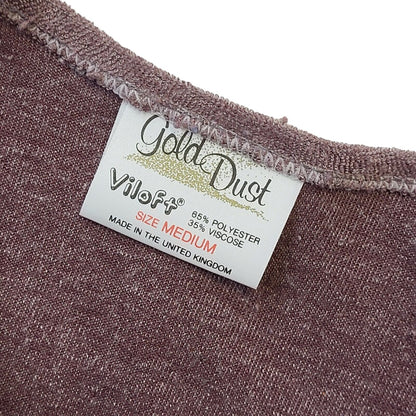 Gold Dust
Viloft®
65% POLYESTER
35% VISCOSE
SIZE MEDIUM
MADE IN THE UNITED KINGDOM